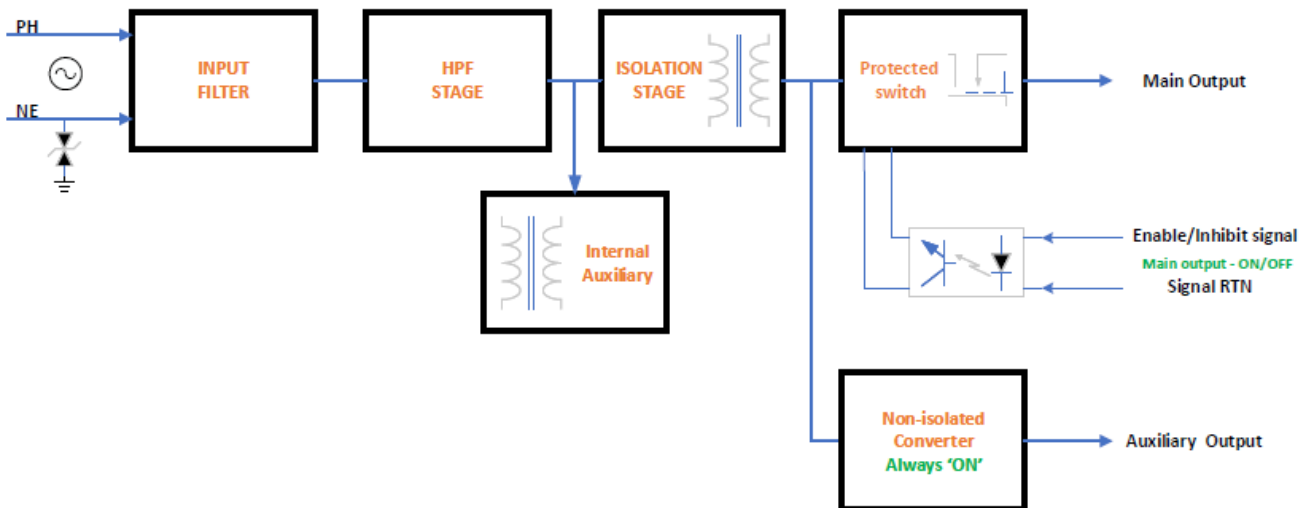 PH
NE
INPUT
FILTER
HPF
STAGE
ISOLATION
STAGE
Protected
switch
Main Output
Internal
Auxiliary
Enable/Inhibit signal
Main output - ON/OFF
Signal RTN
Non-isolated
Converter
Always ‘ON’
Auxiliary Output